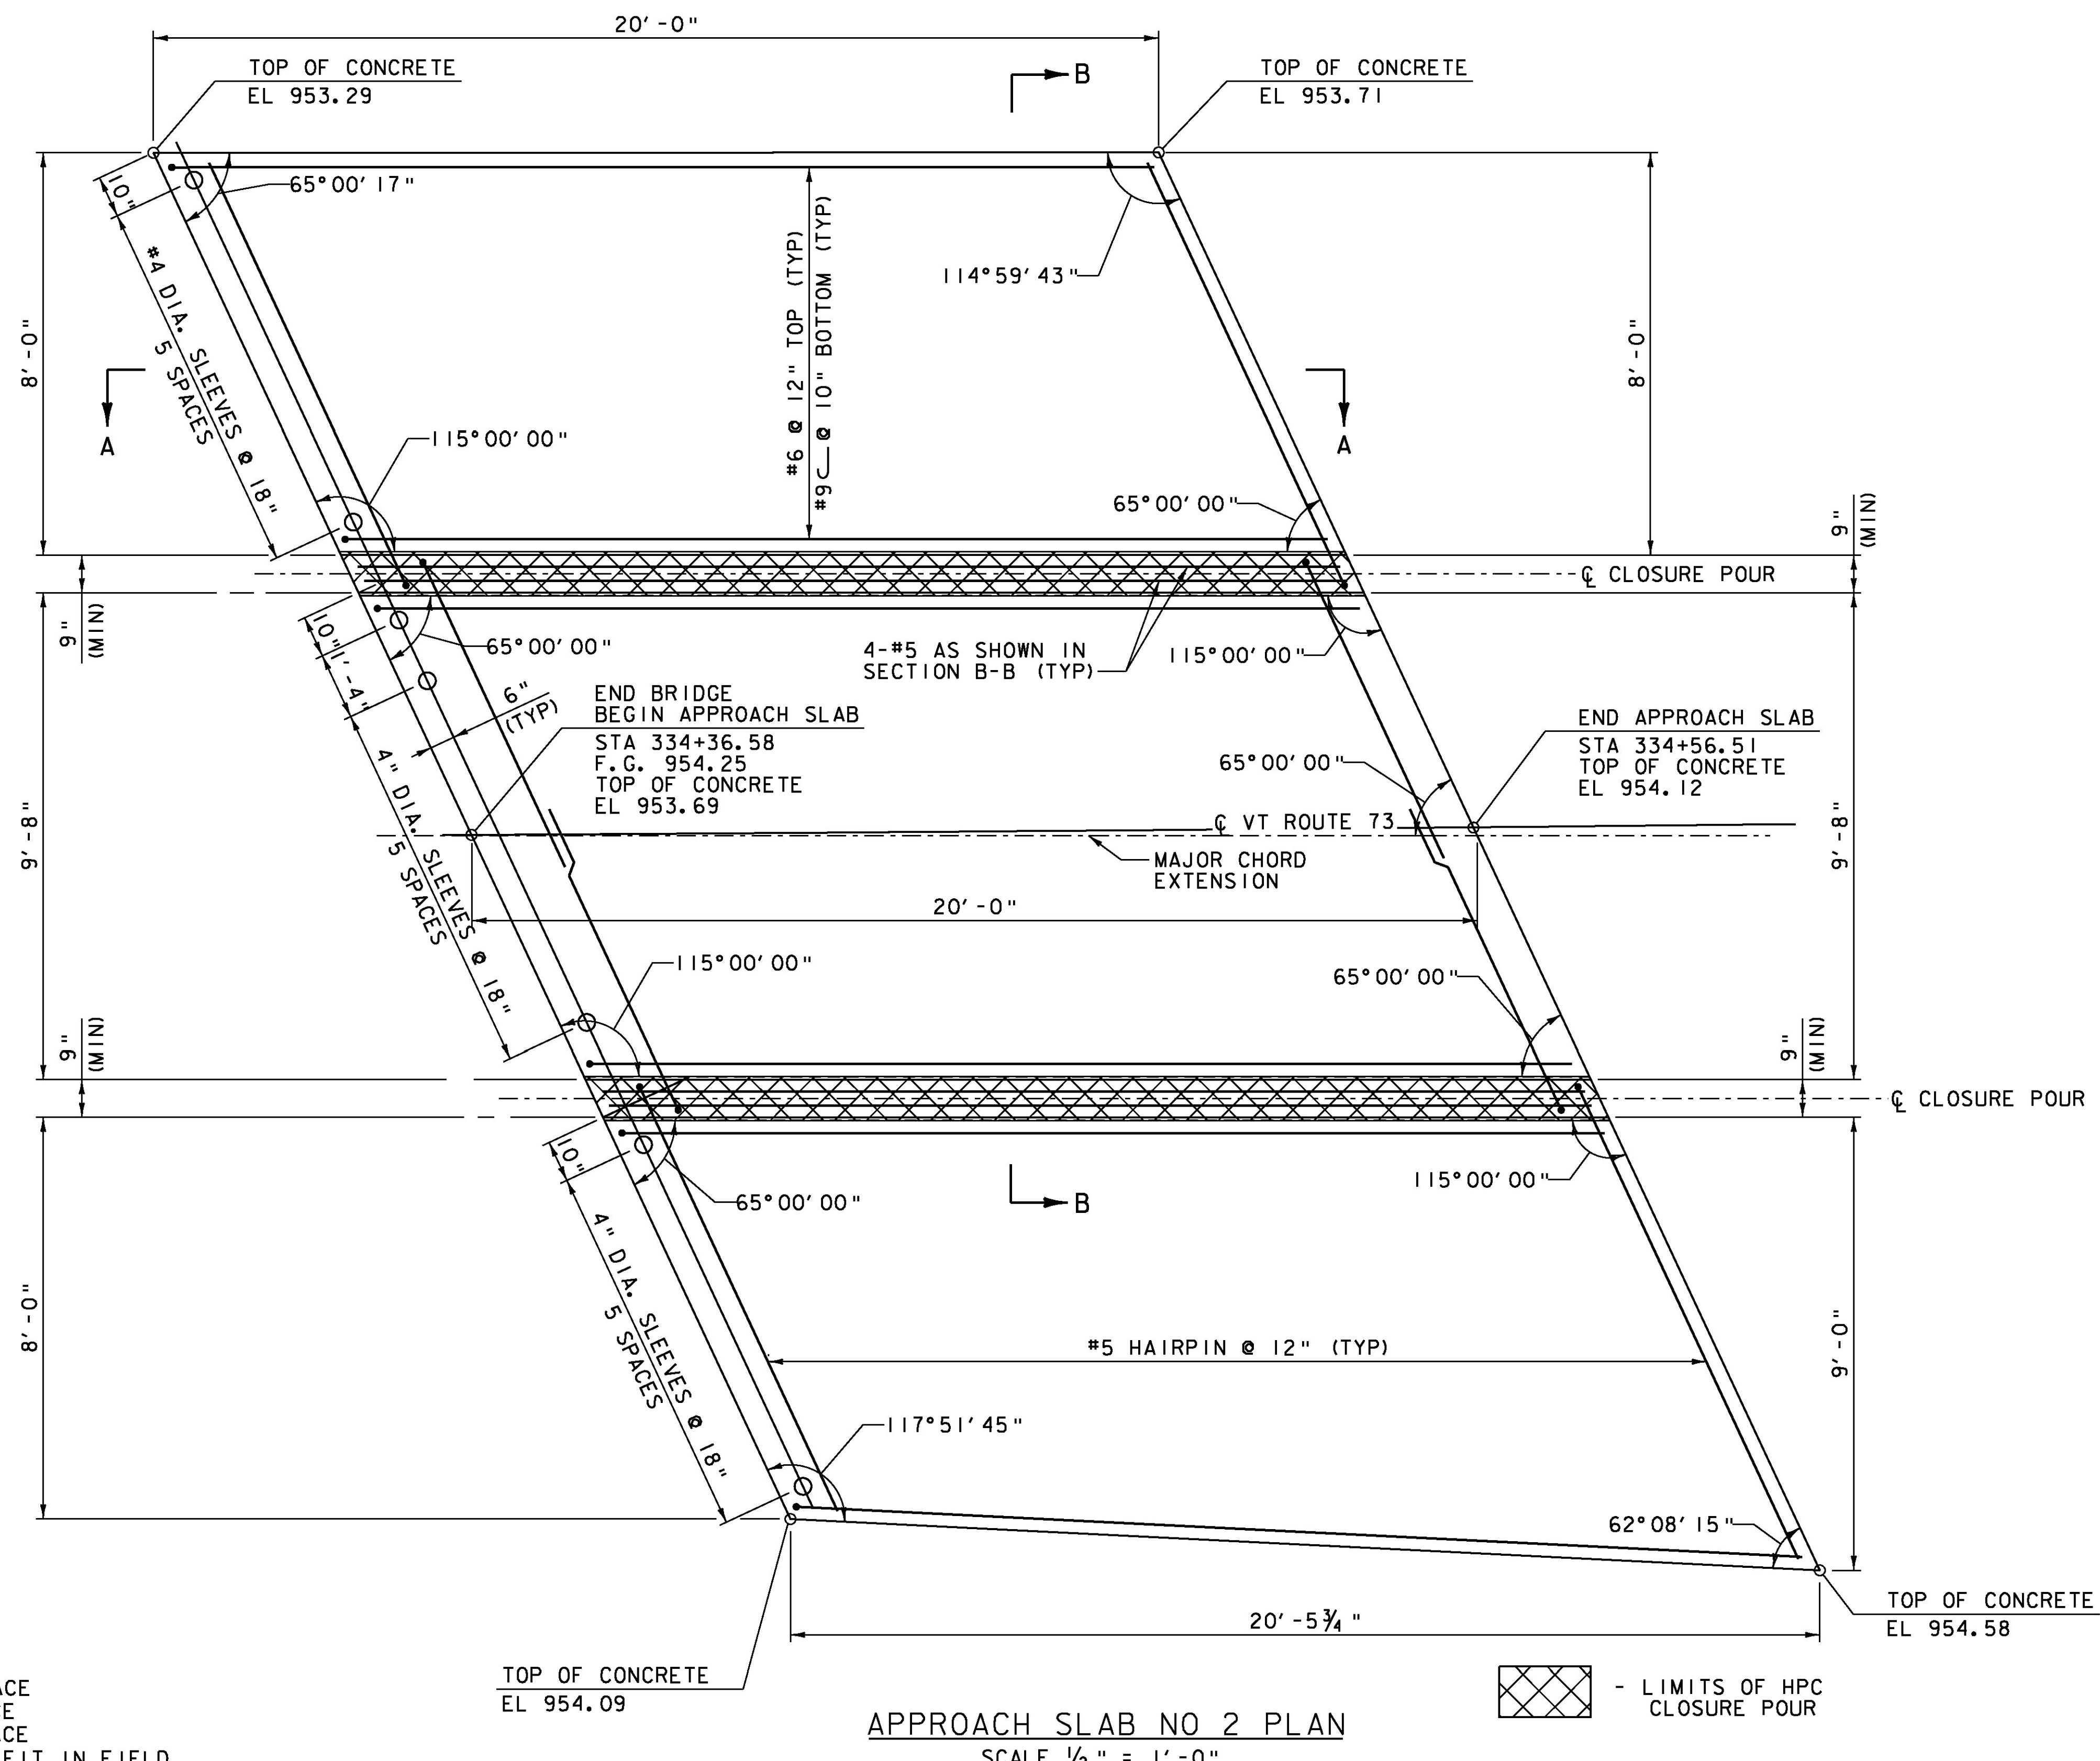 20'-0"
TOP OF CONCRETE
EL 953.29
B
TOP OF CONCRETE
EL 953.71
10"
65°00'17"
114°59'43"
#4 DIA. SLEEVES @ 18"
5 SPACES
#6 @ 12" TOP (TYP)
#9 @ 10" BOTTOM (TYP)
8'-0"
8'-0"
A
A
115°00'00"
65°00'00"
9"
(MIN)
℄ CLOSURE POUR
9"
(MIN)
10"
1'-4"
65°00'00"
4-#5 AS SHOWN IN
SECTION B-B (TYP)
115°00'00"
6"
(TYP)
END BRIDGE
BEGIN APPROACH SLAB
STA 334+36.58
F.G. 954.25
TOP OF CONCRETE
EL 953.69
END APPROACH SLAB
STA 334+56.51
TOP OF CONCRETE
EL 954.12
65°00'00"
4" DIA. SLEEVES @ 18"
5 SPACES
9'-8"
9'-8"
℄ VT ROUTE 73
MAJOR CHORD
EXTENSION
20'-0"
115°00'00"
65°00'00"
9"
(MIN)
9"
(MIN)
℄ CLOSURE POUR
10"
65°00'00"
115°00'00"
B
4" DIA. SLEEVES @ 18"
5 SPACES
8'-0"
9'-0"
#5 HAIRPIN @ 12" (TYP)
117°51'45"
62°08'15"
20'-5¾"
TOP OF CONCRETE
EL 954.58
TOP OF CONCRETE
EL 954.09
- LIMITS OF HPC
CLOSURE POUR
APPROACH SLAB NO 2 PLAN
SCALE ½" = 1'-0"
IN FIELD